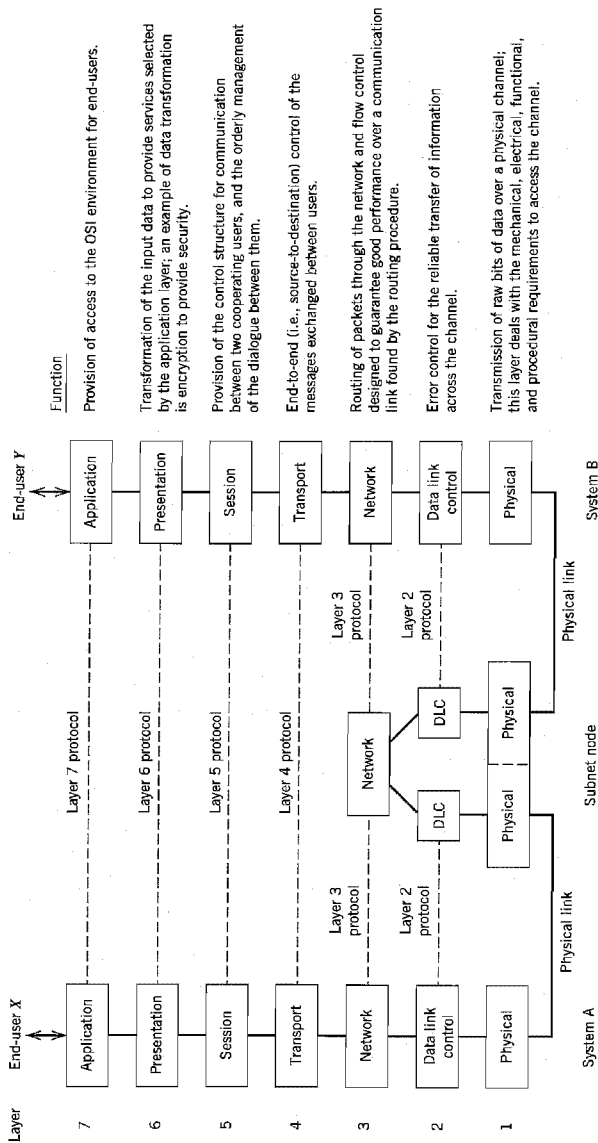 Layer
End-user X
End-user Y
Function
7
Application
Layer 7 protocol
Application
Provision of access to the OSI environment for end-users.
6
Presentation
Layer 6 protocol
Presentation
Transformation of the input data to provide services selected
by the application layer; an example of data transformation
is encryption to provide security.
5
Session
Layer 5 protocol
Session
Provision of the control structure for communication
between two cooperating users, and the orderly management
of the dialogue between them.
4
Transport
Layer 4 protocol
Transport
End-to-end (i.e., source-to-destination) control of the
messages exchanged between users.
3
Network
Layer 3
protocol
Network
Layer 3
protocol
Network
Routing of packets through the network and flow control
designed to guarantee good performance over a communication
link found by the routing procedure.
2
Data link
control
Layer 2
protocol
DLC
DLC
Layer 2
protocol
Data link
control
Error control for the reliable transfer of information
across the channel.
1
Physical
Physical
Physical
Physical
Transmission of raw bits of data over a physical channel;
this layer deals with the mechanical, electrical, functional,
and procedural requirements to access the channel.
Physical link
Physical link
System A
Subnet node
System B